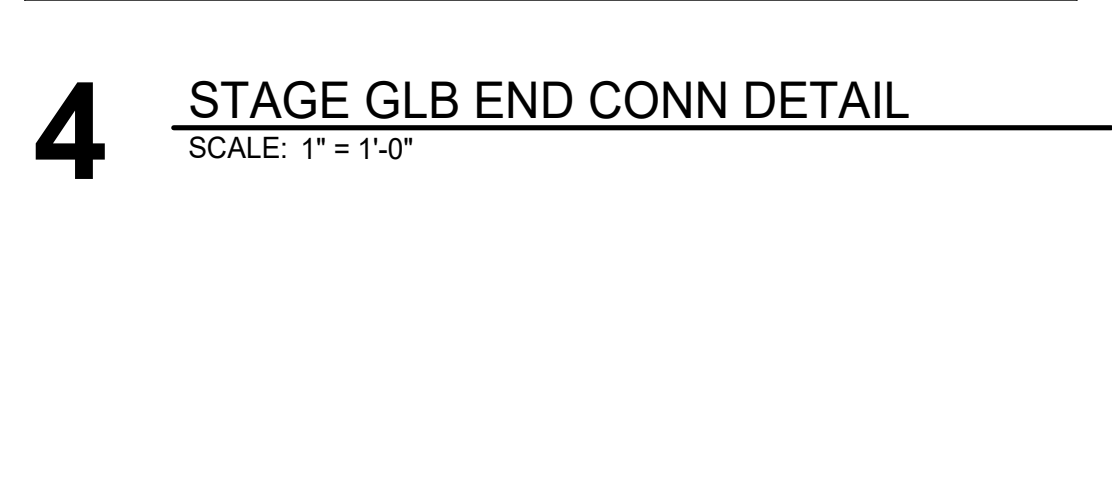 4
STAGE GLB END CONN DETAIL
SCALE: 1" = 1'-0"